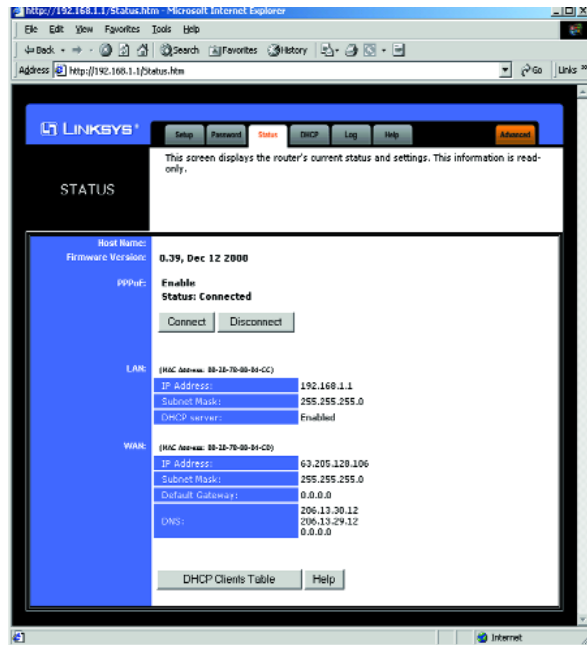 http://192.168.1.1/Status.htm - Microsoft Internet Explorer
File Edit View Favorites Tools Help
Back Search Favorites History
Address http://192.168.1.1/Status.htm Go Links »
LINKSYS®
Setup Password Status DHCP Log Help Advanced
STATUS
This screen displays the router's current status and settings. This information is read-
only.
Host Name:
Firmware Version: 0.39, Dec 12 2000
PPPoE: Enable
Status: Connected
Connect Disconnect
LAN: (MAC Address:
IP Address: 192.168.1.1
Subnet Mask: 255.255.255.0
DHCP server: Enabled
WAN: (MAC Address:
IP Address: 63.205.128.106
Subnet Mask: 255.255.255.0
Default Gateway: 0.0.0.0
DNS: 206.13.30.12
206.13.29.12
0.0.0.0
DHCP Clients Table Help
Internet